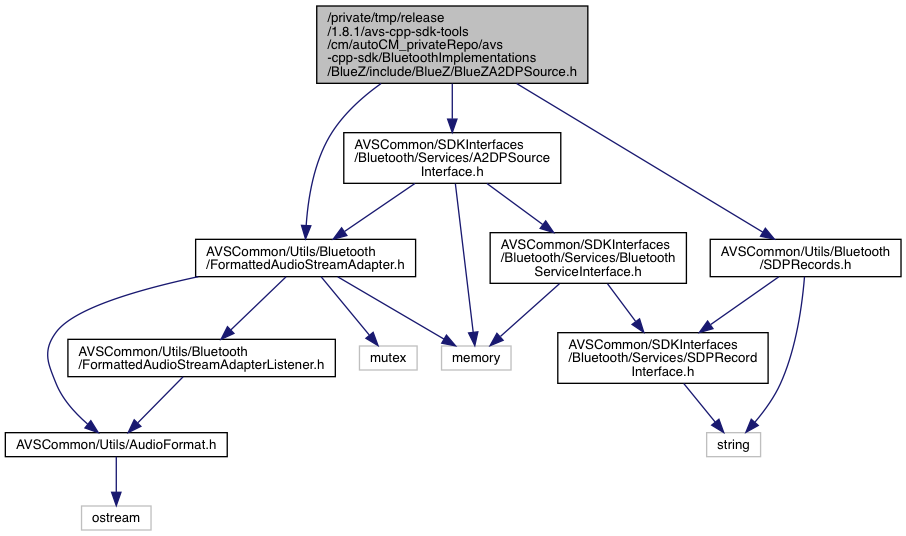 /private/tmp/release
/1.8.1/avs-cpp-sdk-tools
/cm/autoCM_privateRepo/avs
-cpp-sdk/BluetoothImplementations
/BlueZ/include/BlueZ/BlueZA2DPSource.h
AVSCommon/SDKInterfaces
/Bluetooth/Services/A2DPSource
Interface.h
AVSCommon/Utils/Bluetooth
/FormattedAudioStreamAdapter.h
AVSCommon/SDKInterfaces
/Bluetooth/Services/Bluetooth
ServiceInterface.h
AVSCommon/Utils/Bluetooth
/SDPRecords.h
AVSCommon/Utils/Bluetooth
/FormattedAudioStreamAdapterListener.h
mutex
memory
AVSCommon/SDKInterfaces
/Bluetooth/Services/SDPRecord
Interface.h
AVSCommon/Utils/AudioFormat.h
string
ostream